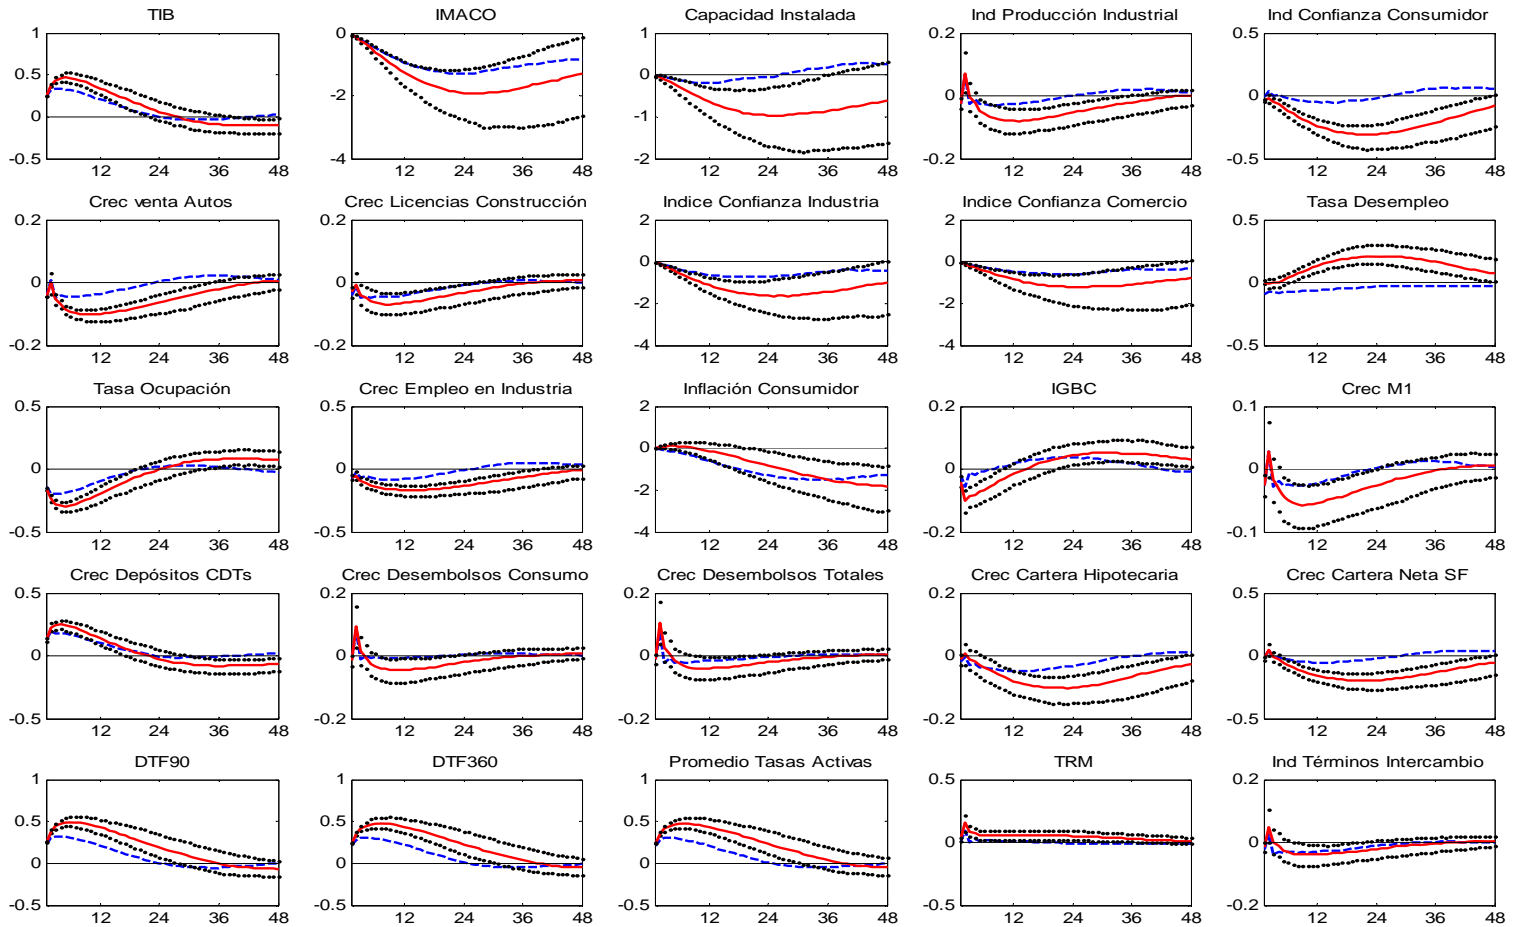 TIB
1
0.5
0
-0.5
12 24 36 48
IMACO
0
-2
-4
12 24 36 48
Capacidad Instalada
1
0
-1
-2
12 24 36 48
Ind Producción Industrial
0.2
0
-0.2
12 24 36 48
Ind Confianza Consumidor
0.5
0
-0.5
12 24 36 48
Crec venta Autos
0.2
0
-0.2
12 24 36 48
Crec Licencias Construcción
0.2
0
-0.2
12 24 36 48
Indice Confianza Industria
2
0
-2
-4
12 24 36 48
Indice Confianza Comercio
2
0
-2
-4
12 24 36 48
Tasa Desempleo
0.5
0
-0.5
12 24 36 48
Tasa Ocupación
0.5
0
-0.5
12 24 36 48
Crec Empleo en Industria
0.5
0
-0.5
12 24 36 48
Inflación Consumidor
2
0
-2
-4
12 24 36 48
IGBC
0.2
0
-0.2
12 24 36 48
Crec M1
0.1
0
-0.1
12 24 36 48
Crec Depósitos CDTs
0.5
0
-0.5
12 24 36 48
Crec Desembolsos Consumo
0.2
0
-0.2
12 24 36 48
Crec Desembolsos Totales
0.2
0
-0.2
12 24 36 48
Crec Cartera Hipotecaria
0.2
0
-0.2
12 24 36 48
Crec Cartera Neta SF
0.5
0
-0.5
12 24 36 48
DTF90
1
0.5
0
-0.5
12 24 36 48
DTF360
1
0.5
0
-0.5
12 24 36 48
Promedio Tasas Activas
1
0.5
0
-0.5
12 24 36 48
TRM
0.5
0
-0.5
12 24 36 48
Ind Términos Intercambio
0.2
0
-0.2
12 24 36 48